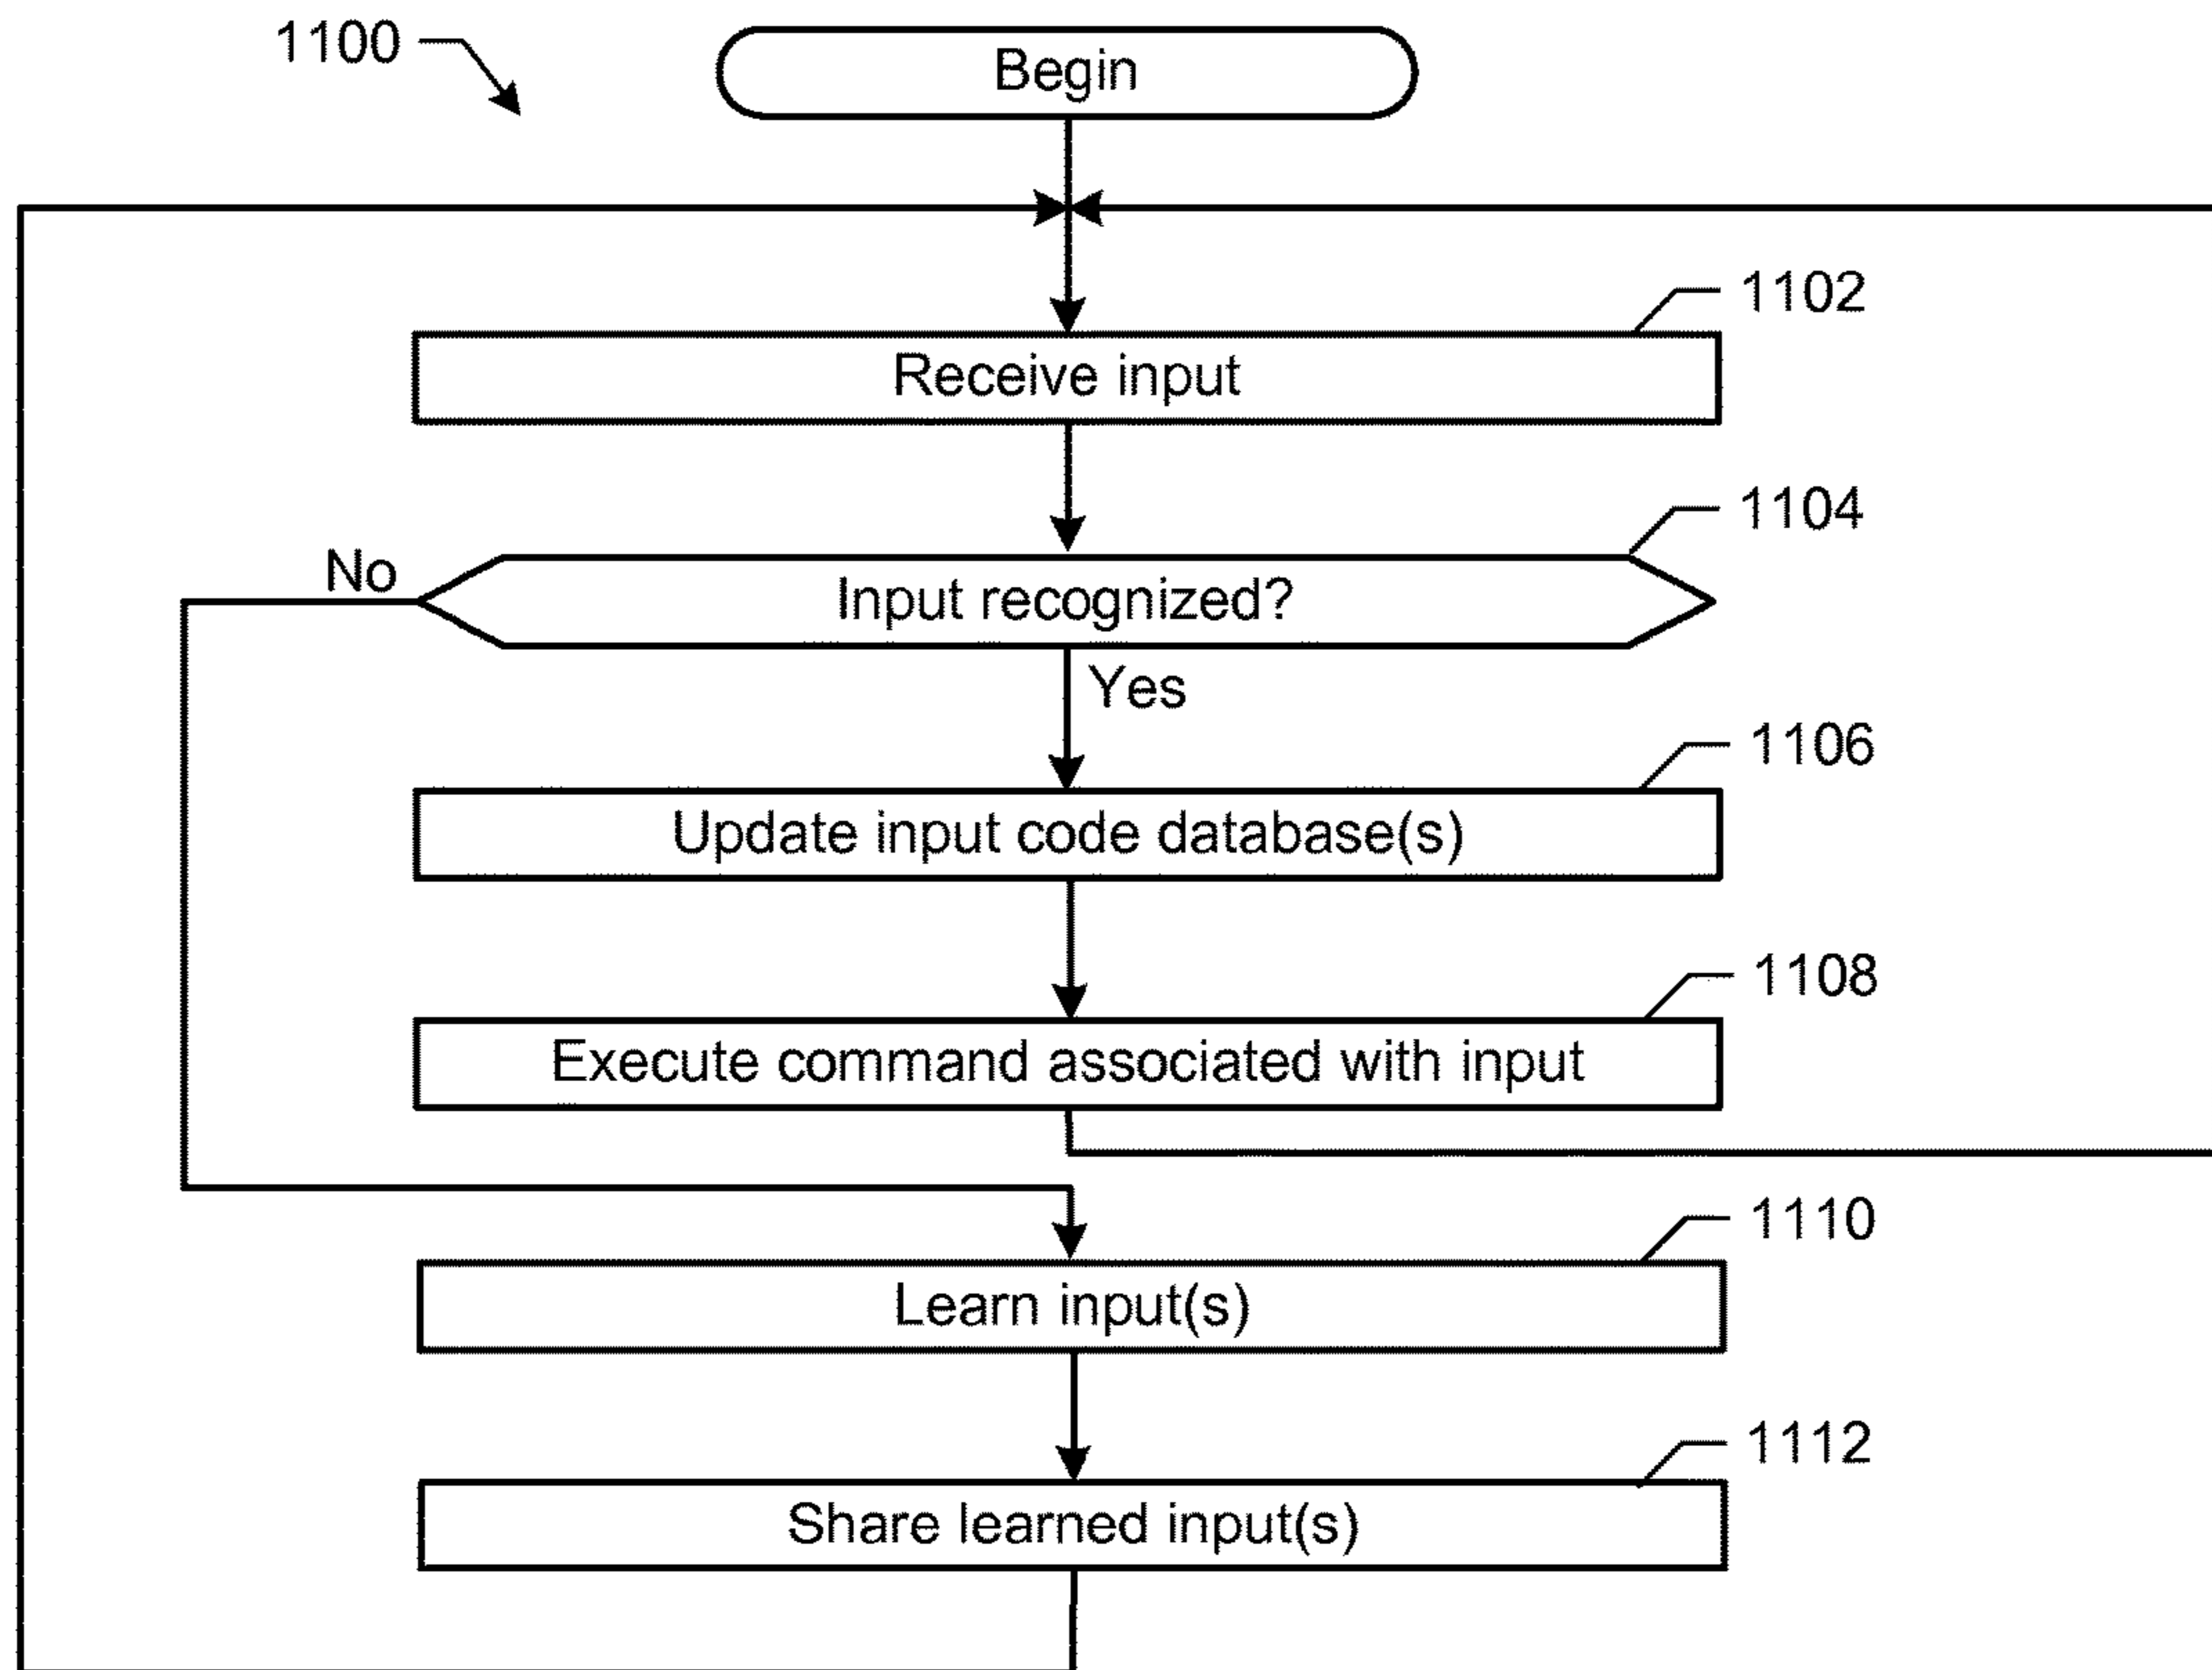 1100
Begin
1102
Receive input
1104
No
Input recognized?
Yes
1106
Update input code database(s)
1108
Execute command associated with input
1110
Learn input(s)
1112
Share learned input(s)